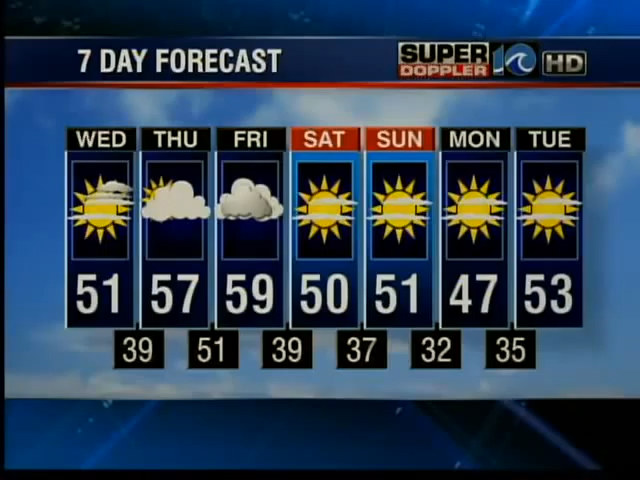 7 DAY FORECAST
SUPER DOPPLER 10 HD
WED THU FRI SAT SUN MON TUE
51 57 59 50 51 47 53
39 51 39 37 32 35